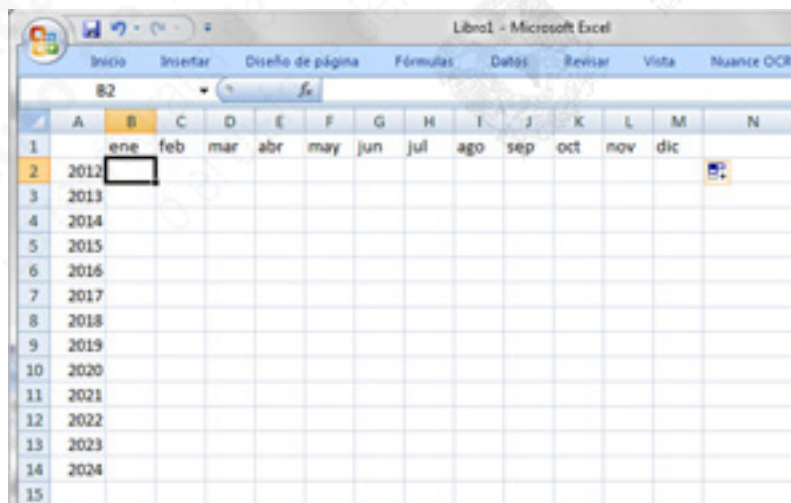 Libro1 - Microsoft Excel
Inicio Insertar Diseño de página Fórmulas Datos Revisar Vista Nuance OCR
B2 fx
A B C D E F G H I J K L M N
1 ene feb mar abr may jun jul ago sep oct nov dic
2 2012
3 2013
4 2014
5 2015
6 2016
7 2017
8 2018
9 2019
10 2020
11 2021
12 2022
13 2023
14 2024
15